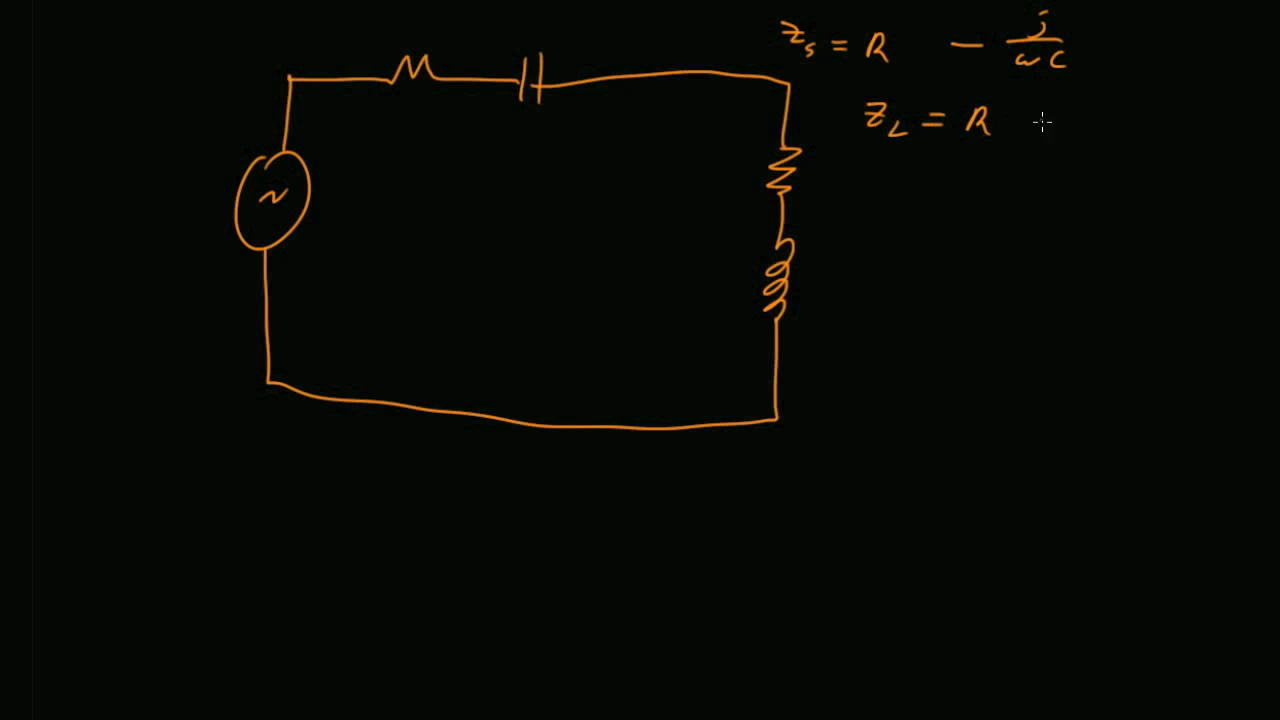 Zs = R - j/ωC
ZL = R